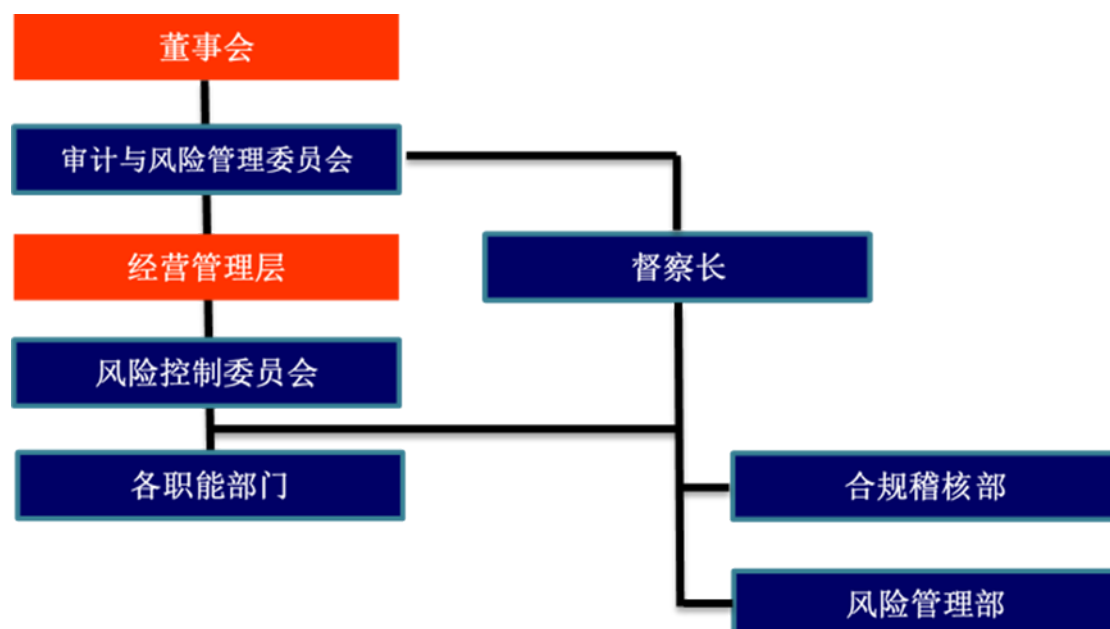 董事会
审计与风险管理委员会
经营管理层
督察长
风险控制委员会
各职能部门
合规稽核部
风险管理部